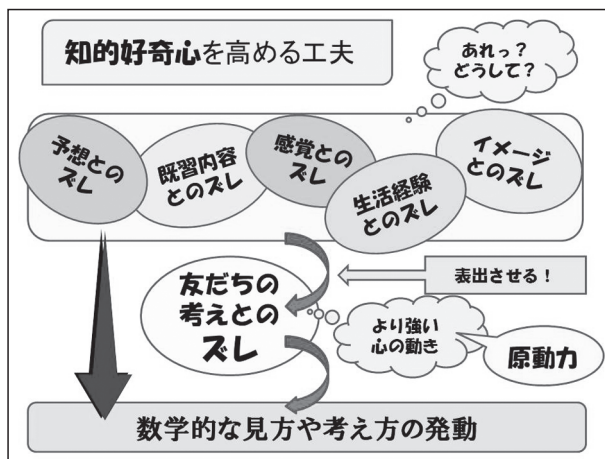 知的好奇心を高める工夫
あれっ？
どうして？
予想との
ズレ
既習内容
とのズレ
感覚との
ズレ
生活経験
とのズレ
イメージ
とのズレ
表出させる！
友だちの
考えとの
ズレ
より強い
心の動き
原動力
数学的な見方や考え方の発動